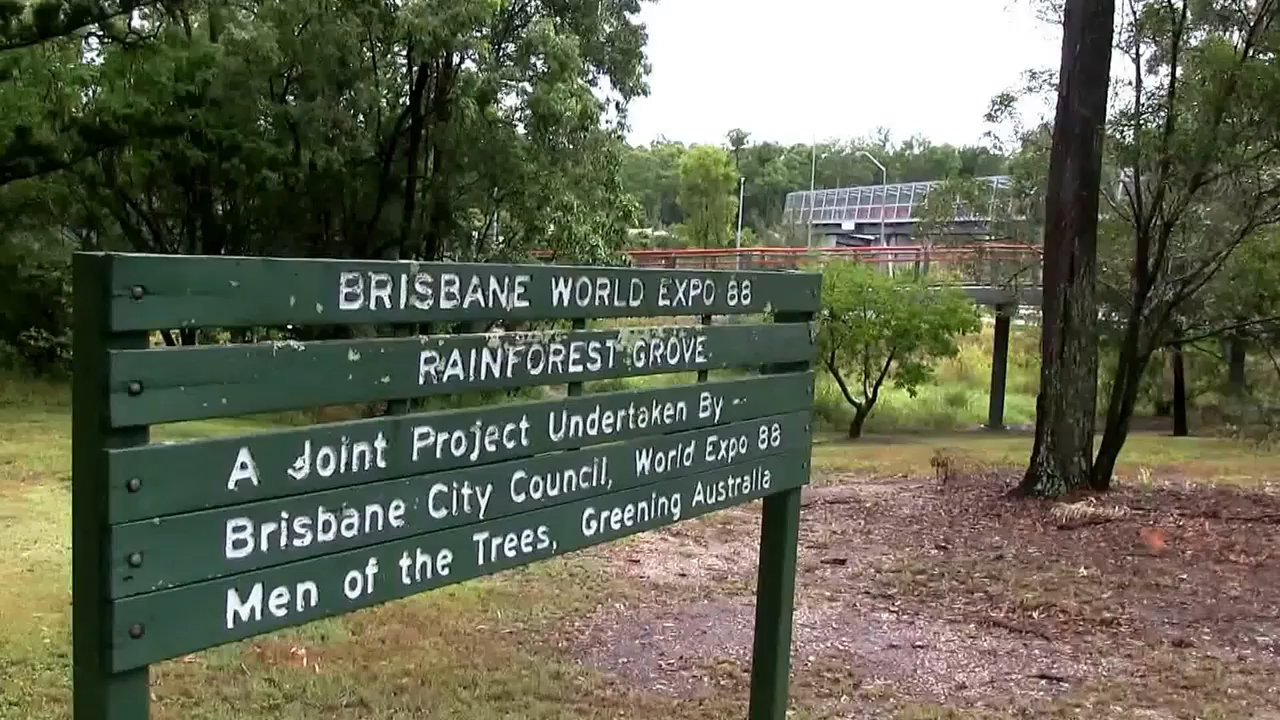 BRISBANE WORLD EXPO 88
RAINFOREST GROVE
A Joint Project Undertaken By -
Brisbane City Council, World Expo 88
Men of the Trees, Greening Australia